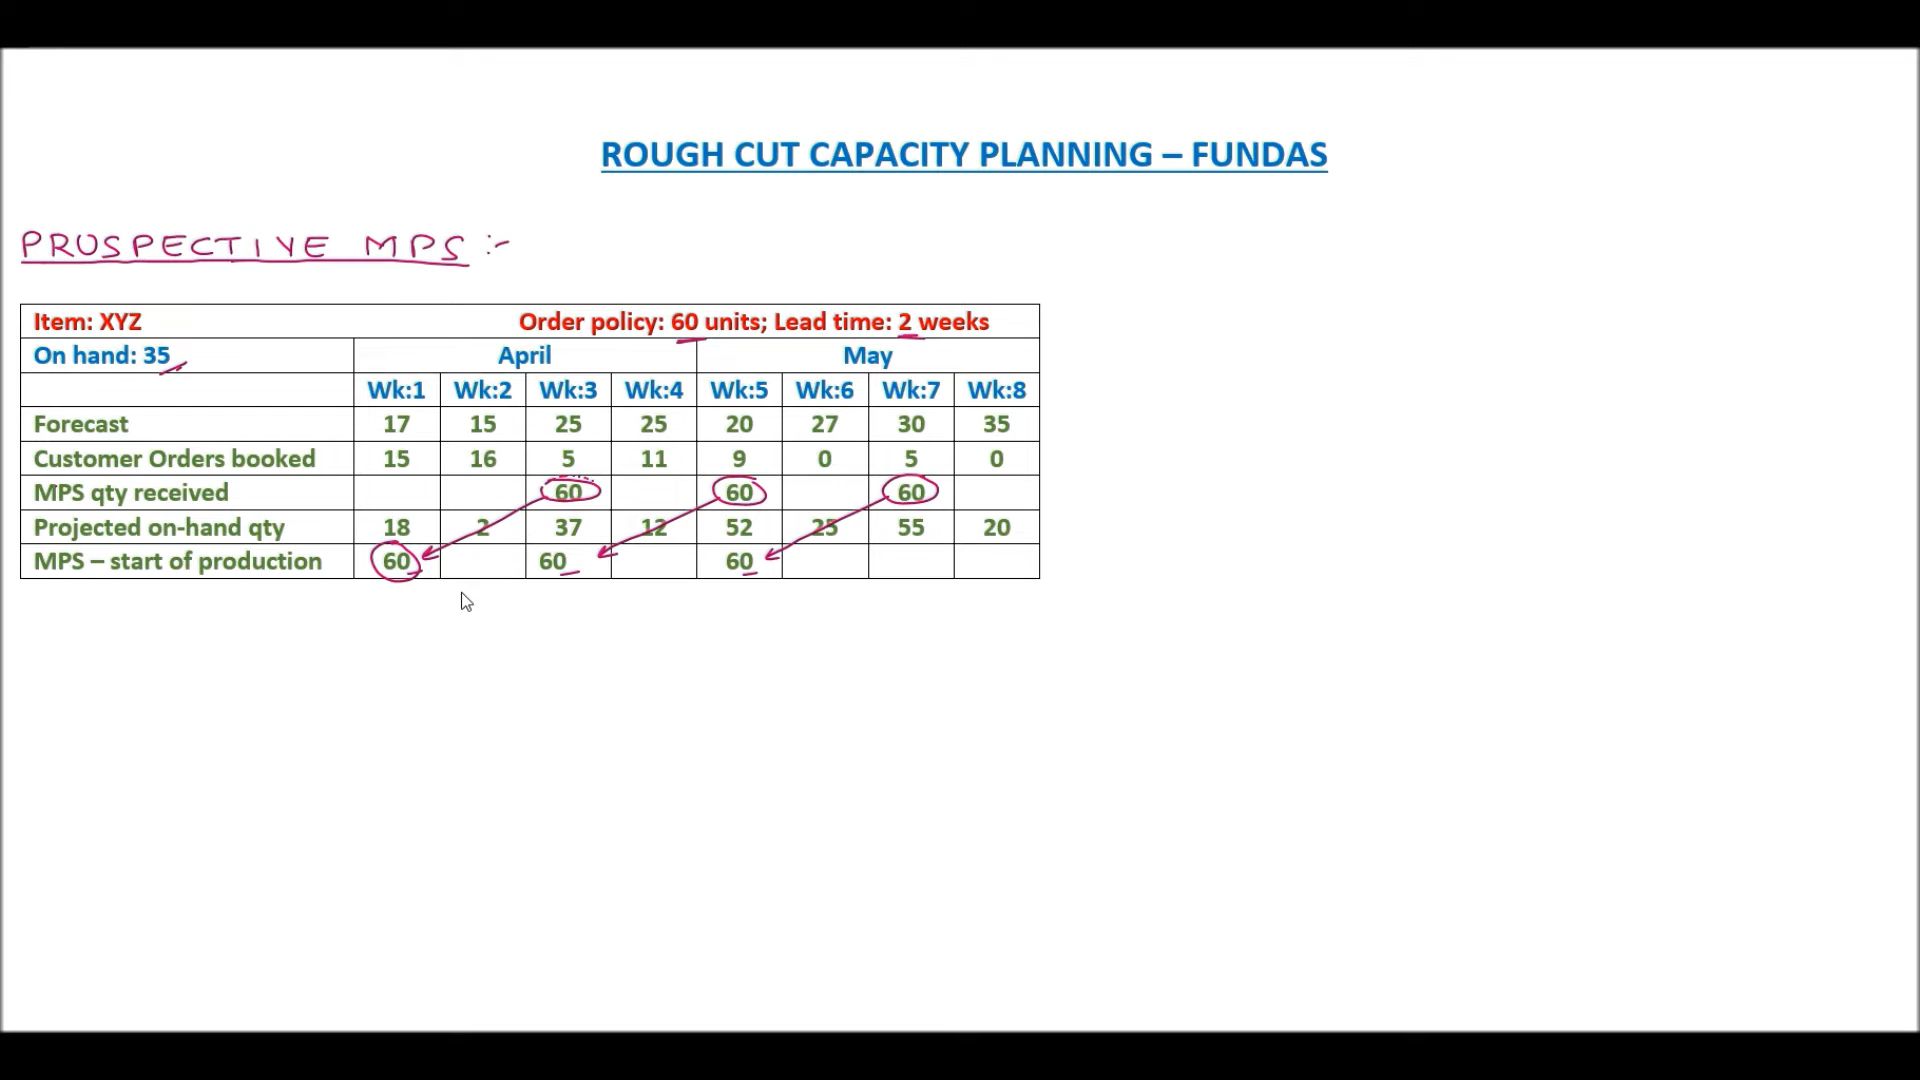 ROUGH CUT CAPACITY PLANNING – FUNDAS
PROSPECTIVE MPS :-
Item: XYZ Order policy: 60 units; Lead time: 2 weeks
On hand: 35 April May
Wk:1 Wk:2 Wk:3 Wk:4 Wk:5 Wk:6 Wk:7 Wk:8
Forecast 17 15 25 25 20 27 30 35
Customer Orders booked 15 16 5 11 9 0 5 0
MPS qty received 60 60 60
Projected on-hand qty 18 2 37 12 52 25 55 20
MPS – start of production 60 60 60